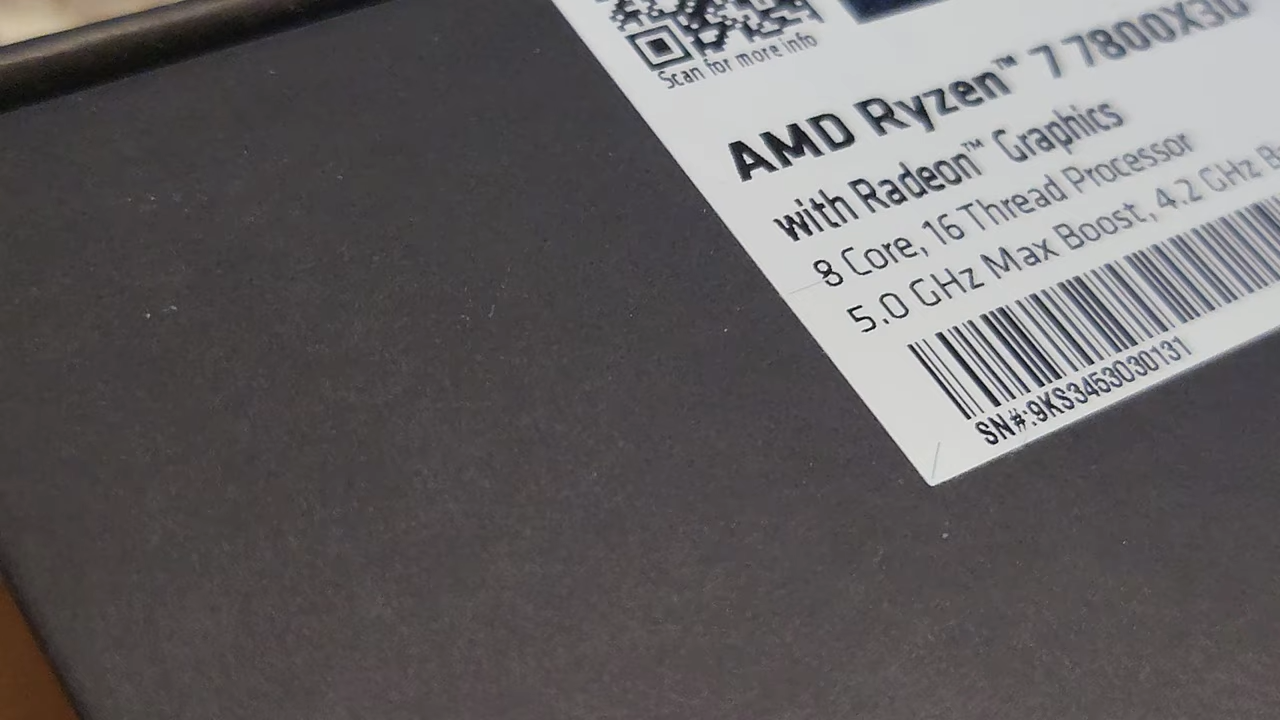 Scan for more info
AMD Ryzen™ 7 7800X3D
with Radeon™ Graphics
8 Core, 16 Thread Processor
5.0 GHz Max Boost, 4.2 GHz
SN#:9KS3453030131